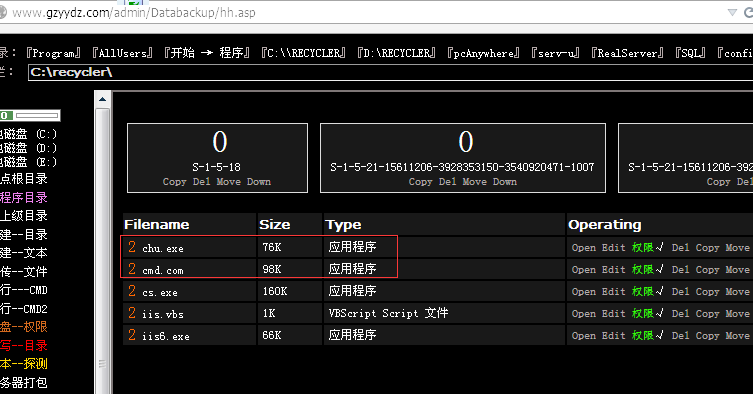 www.gzyydz.com/admin/Databackup/hh.asp
录：『Program』『AllUsers』『开始 → 程序』『C:\\RECYCLER』『D:\RECYCLER』『pcAnywhere』『serv-u』『RealServer』『SQL』『confi
栏： C:\recycler\
0
磁盘 (C:)
磁盘 (D:)
磁盘 (E:)
点根目录
程序目录
上级目录
建--目录
建--文本
传--文件
行---CMD
行--CMD2
盘--权限
写--目录
本--探测
务器打包
0
S-1-5-18
Copy Del Move Down
0
S-1-5-21-15611206-3928353150-3540920471-1007
Copy Del Move Down
S-1-5-21-15611206-3928
Copy De
Filename Size Type Operating
2 chu.exe 76K 应用程序 Open Edit 权限√ Del Copy Move
2 cmd.com 98K 应用程序 Open Edit 权限√ Del Copy Move
2 cs.exe 160K 应用程序 Open Edit 权限√ Del Copy Move
2 iis.vbs 1K VBScript Script 文件 Open Edit 权限√ Del Copy Move
2 iis6.exe 66K 应用程序 Open Edit 权限√ Del Copy Move